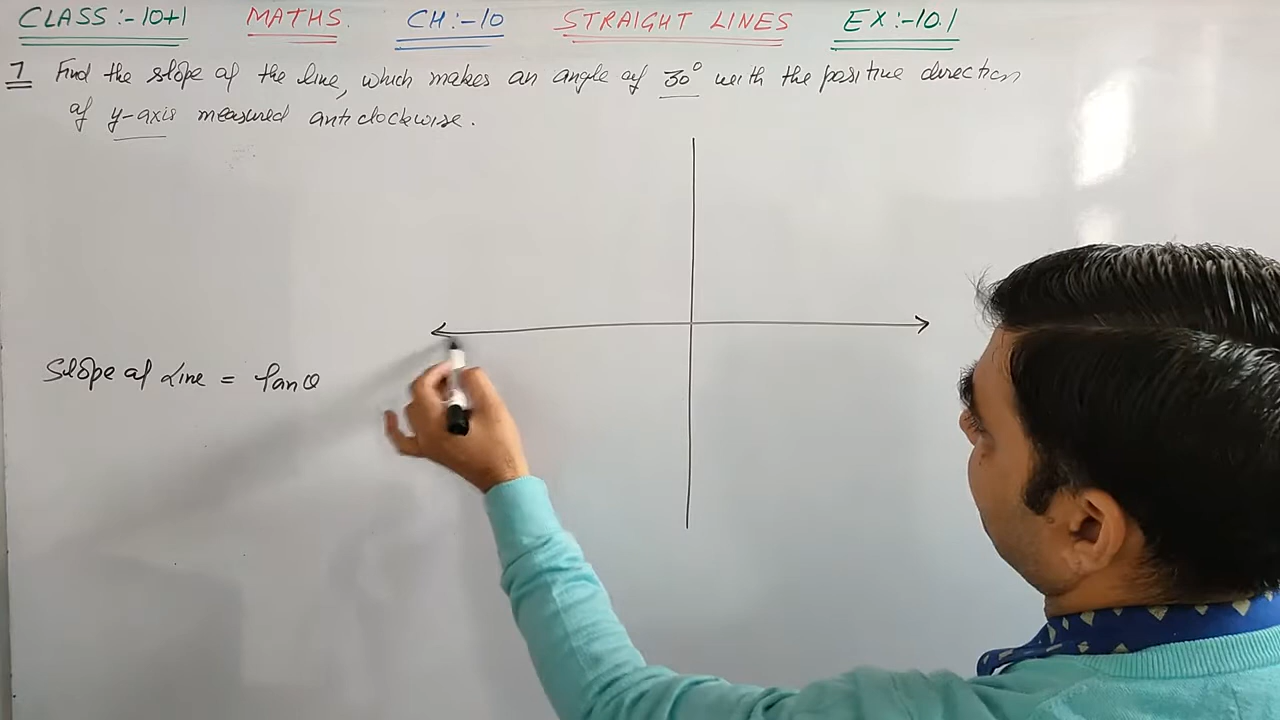 CLASS :- 10+1 MATHS. CH :- 10 STRAIGHT LINES EX :- 10.1
7 Find the slope of the line, which makes an angle of 30° with the positive direction
of y-axis measured anticlockwise.
Slope of Line = Tan θ